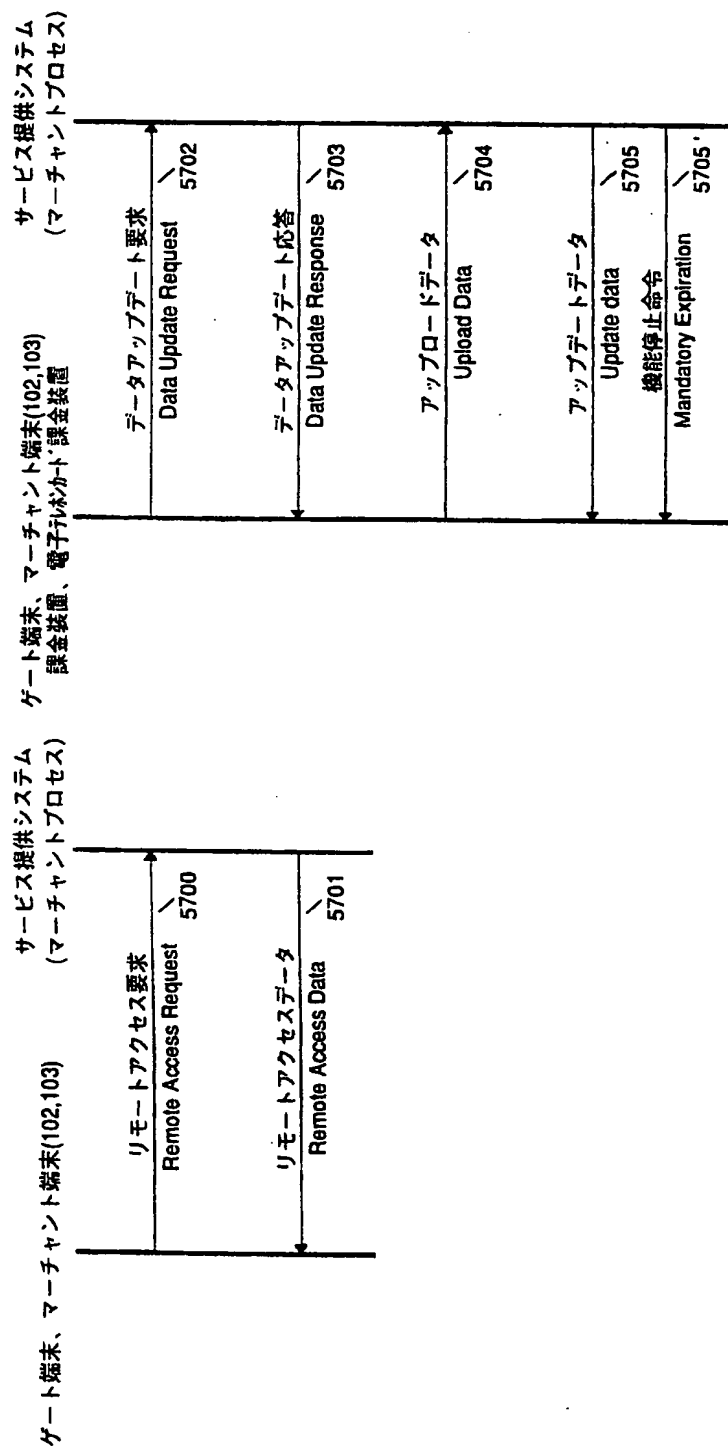 ゲート端末、マーチャント端末(102,103)
サービス提供システム
(マーチャントプロセス)
リモートアクセス要求
Remote Access Request
5700
リモートアクセスデータ
Remote Access Data
5701
ゲート端末、マーチャント端末(102,103)
課金装置、電子テレホンカード課金装置
サービス提供システム
(マーチャントプロセス)
データアップデート要求
Data Update Request
5702
データアップデート応答
Data Update Response
5703
アップロードデータ
Upload Data
5704
アップデートデータ
Update data
5705
機能停止命令
Mandatory Expiration
5705'